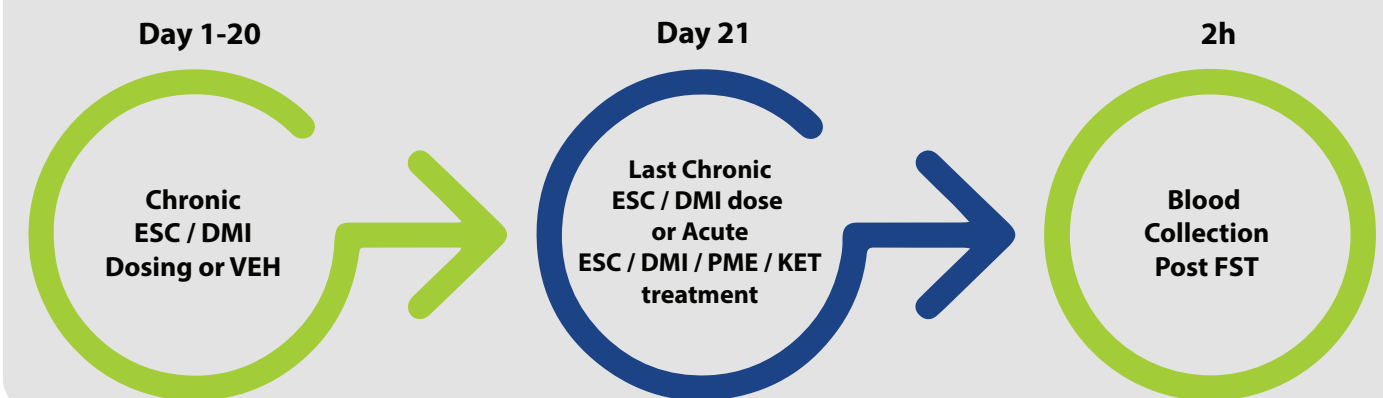 Day 1-20
Chronic
ESC / DMI
Dosing or VEH
Day 21
Last Chronic
ESC / DMI dose
or Acute
ESC / DMI / PME / KET
treatment
2h
Blood
Collection
Post FST